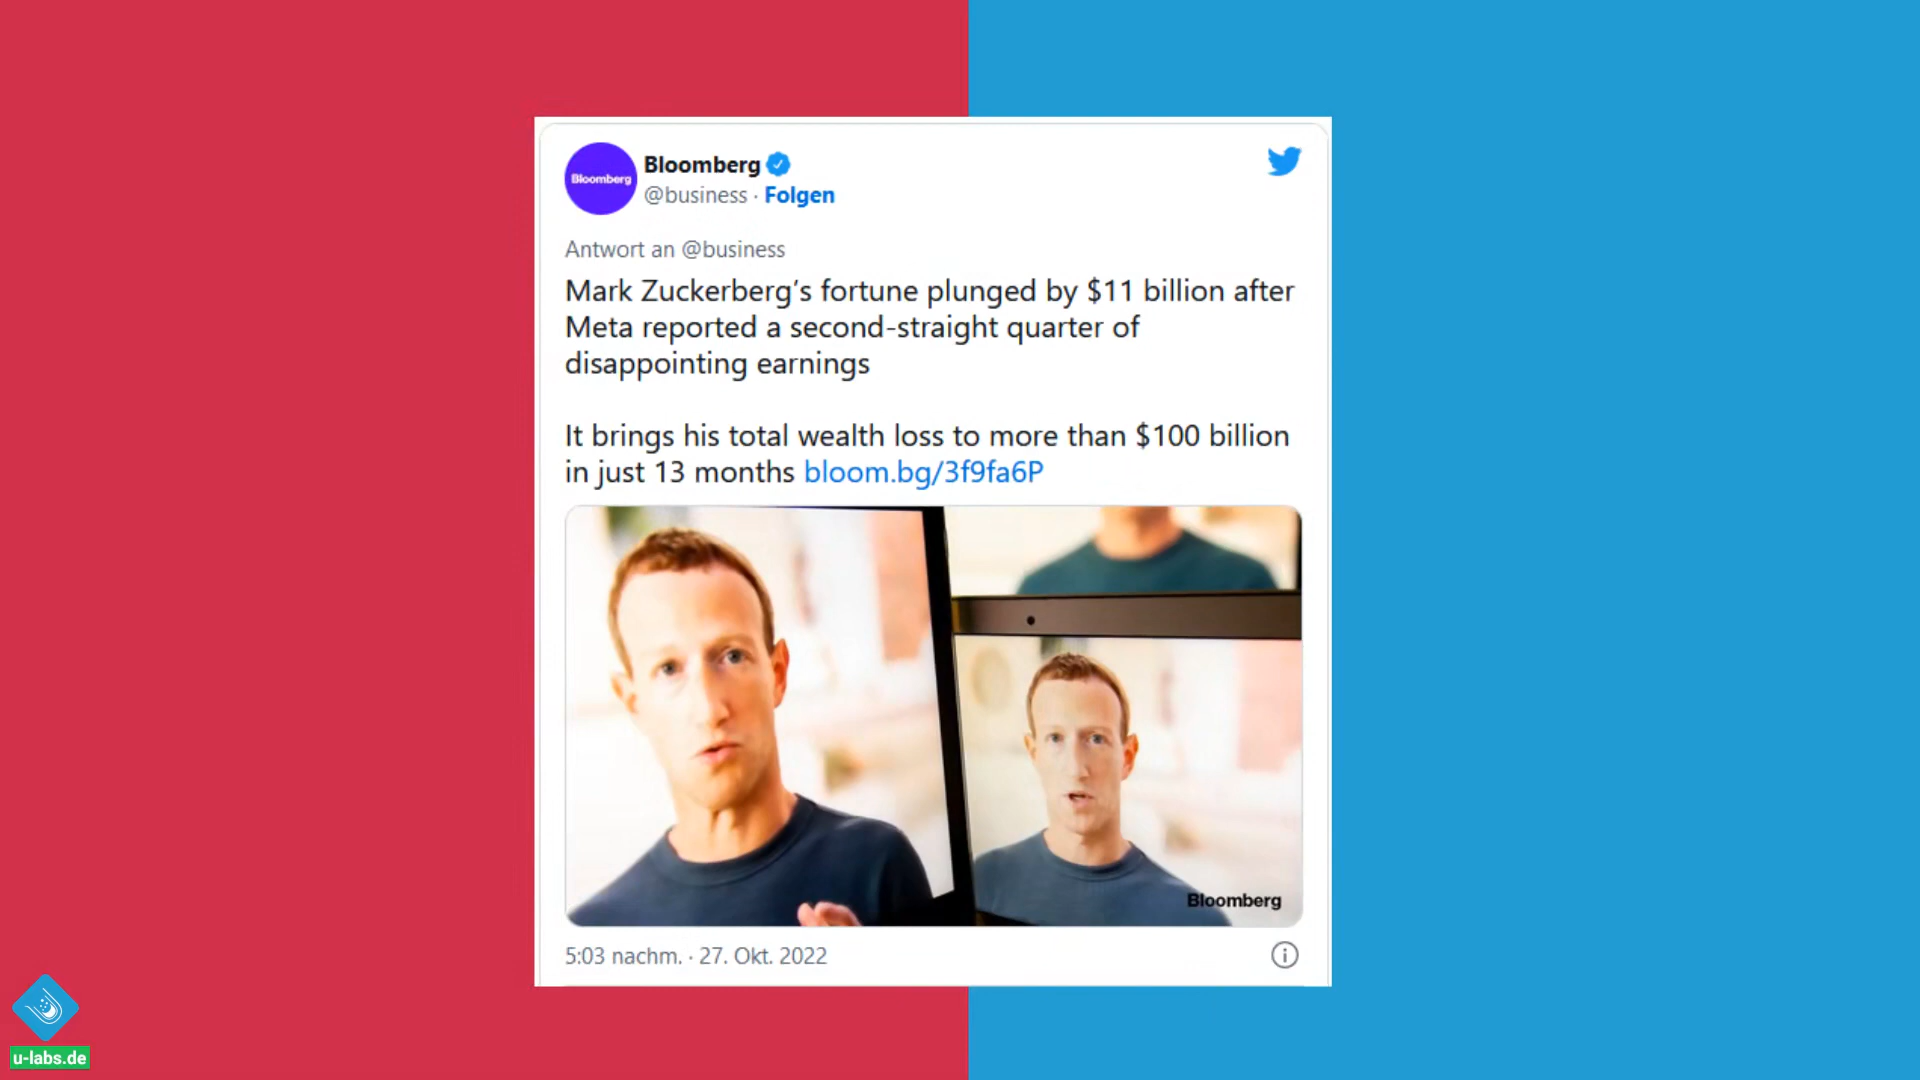 Bloomberg
Bloomberg
@business · Folgen
Antwort an @business
Mark Zuckerberg’s fortune plunged by $11 billion after
Meta reported a second-straight quarter of
disappointing earnings
It brings his total wealth loss to more than $100 billion
in just 13 months bloom.bg/3f9fa6P
Bloomberg
5:03 nachm. · 27. Okt. 2022
u-labs.de